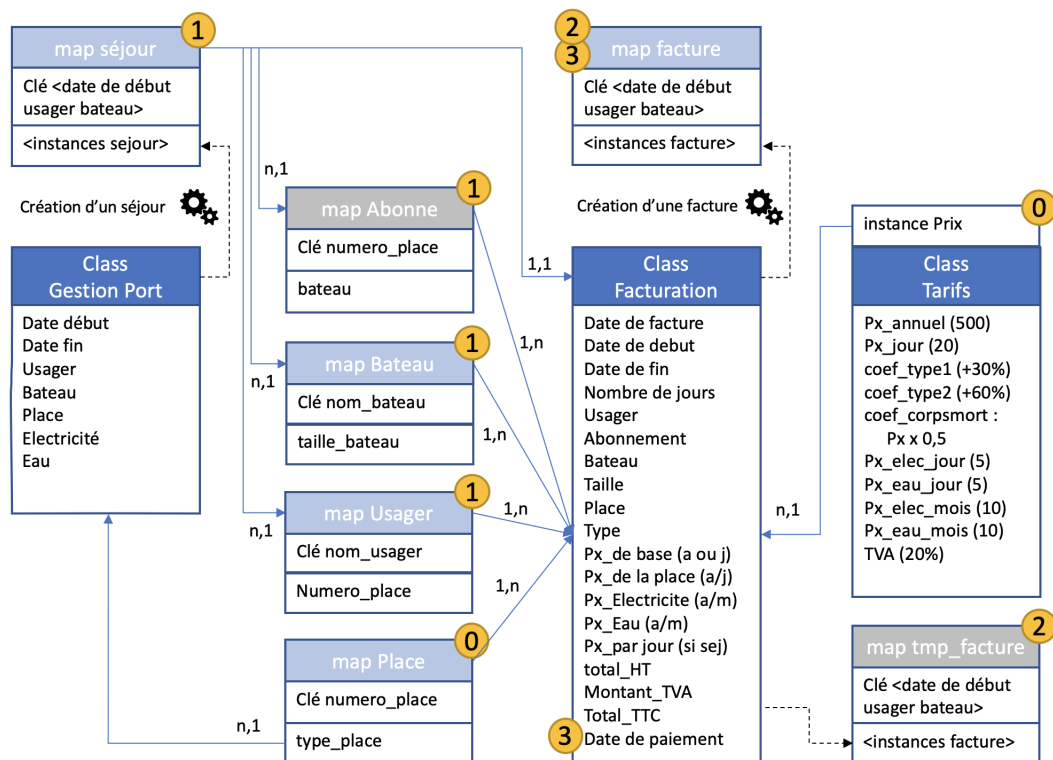 map séjour
1
Clé <date de début
usager bateau>
<instances sejour>
Création d'un séjour
Class
Gestion Port
Date début
Date fin
Usager
Bateau
Place
Electricité
Eau
n,1
map Abonne
1
Clé numero_place
bateau
1,n
n,1
map Bateau
1
Clé nom_bateau
taille_bateau
1,n
n,1
map Usager
1
Clé nom_usager
Numero_place
1,n
n,1
map Place
0
Clé numero_place
type_place
1,n
2
3
map facture
Clé <date de début
usager bateau>
<instances facture>
Création d'une facture
1,1
Class
Facturation
Date de facture
Date de debut
Date de fin
Nombre de jours
Usager
Abonnement
Bateau
Taille
Place
Type
Px_de base (a ou j)
Px_de la place (a/j)
Px_Electricite (a/m)
Px_Eau (a/m)
Px_par jour (si sej)
total_HT
Montant_TVA
Total_TTC
3
Date de paiement
0
instance Prix
Class
Tarifs
Px_annuel (500)
Px_jour (20)
coef_type1 (+30%)
coef_type2 (+60%)
coef_corpsmort :
Px x 0,5
Px_elec_jour (5)
Px_eau_jour (5)
Px_elec_mois (10)
Px_eau_mois (10)
TVA (20%)
n,1
2
map tmp_facture
Clé <date de début
usager bateau>
<instances facture>